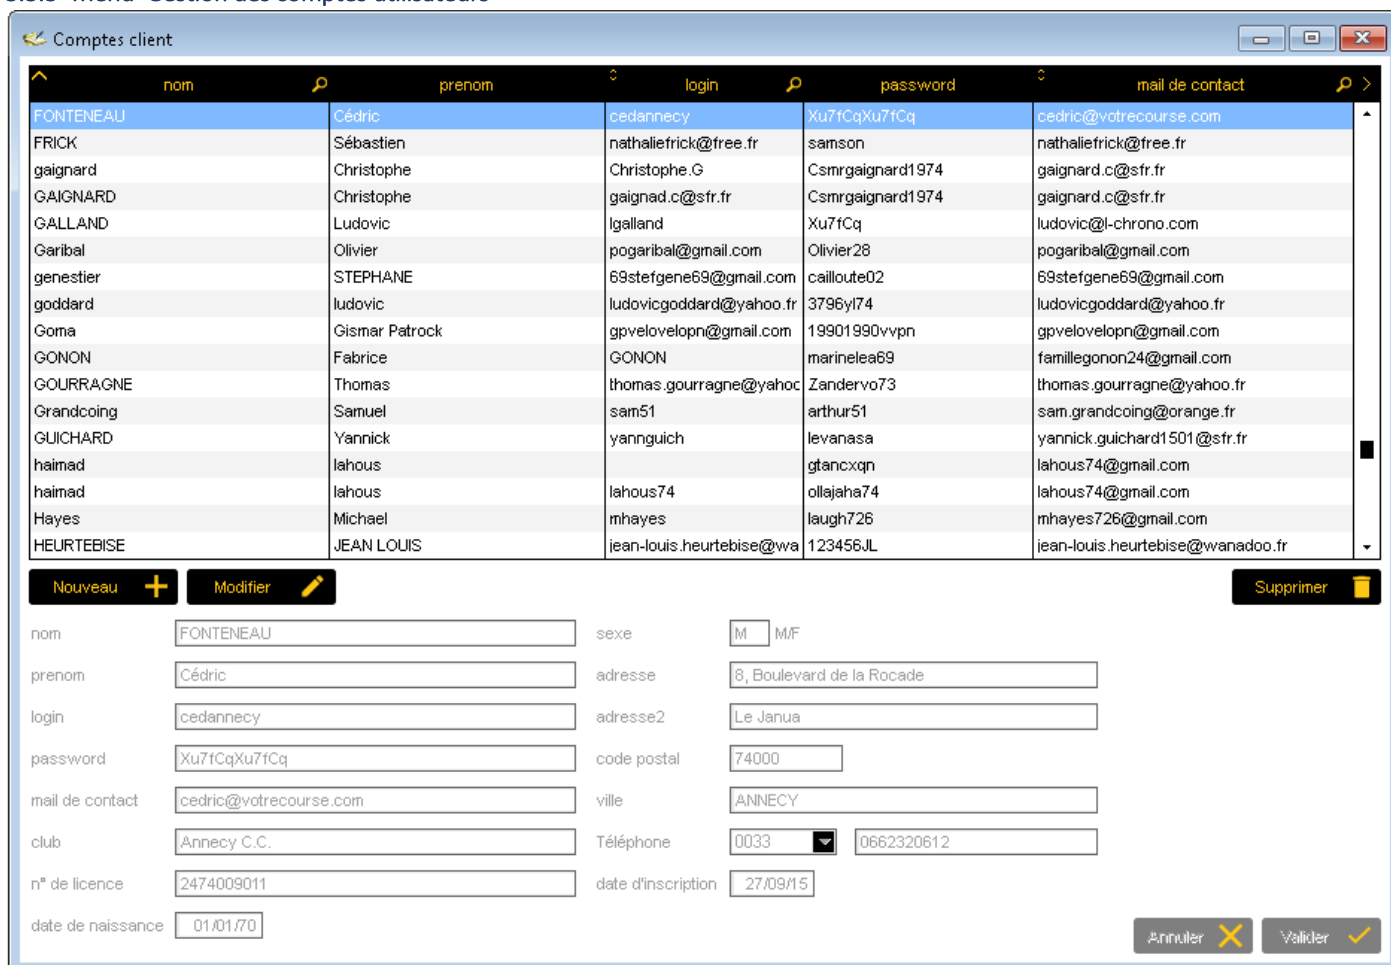 Menu Gestion des comptes utilisateurs
Comptes client
nom prenom login password mail de contact
FONTENEAU Cédric cedannecy Xu7fCqXu7fCq cedric@votrecourse.com
FRICK Sébastien nathaliefrick@free.fr samson nathaliefrick@free.fr
gaignard Christophe Christophe.G Csmrgaignard1974 gaignard.c@sfr.fr
GAIGNARD Christophe gaignad.c@sfr.fr Csmrgaignard1974 gaignard.c@sfr.fr
GALLAND Ludovic lgalland Xu7fCq ludovic@l-chrono.com
Garibal Olivier pogaribal@gmail.com Olivier28 pogaribal@gmail.com
genestier STEPHANE 69stefgene69@gmail.com cailloute02 69stefgene69@gmail.com
goddard ludovic ludovicgoddard@yahoo.fr 3796yl74 ludovicgoddard@yahoo.fr
Goma Gismar Patrock gpvelovelopn@gmail.com 19901990vvpn gpvelovelopn@gmail.com
GONON Fabrice GONON marinelea69 famillegonon24@gmail.com
GOURRAGNE Thomas thomas.gourragne@yahoc Zandervo73 thomas.gourragne@yahoo.fr
Grandcoing Samuel sam51 arthur51 sam.grandcoing@orange.fr
GUICHARD Yannick yannguich levanasa yannick.guichard1501@sfr.fr
haimad lahous gtancxqn lahous74@gmail.com
haimad lahous lahous74 ollajaha74 lahous74@gmail.com
Hayes Michael mhayes laugh726 mhayes726@gmail.com
HEURTEBISE JEAN LOUIS jean-louis.heurtebise@wa 123456JL jean-louis.heurtebise@wanadoo.fr
Nouveau Modifier Supprimer
nom FONTENEAU sexe M M/F
prenom Cédric adresse 8, Boulevard de la Rocade
login cedannecy adresse2 Le Janua
password Xu7fCqXu7fCq code postal 74000
mail de contact cedric@votrecourse.com ville ANNECY
club Annecy C.C. Téléphone 0033 0662320612
n° de licence 2474009011 date d'inscription 27/09/15
date de naissance 01/01/70
Annuler Valider